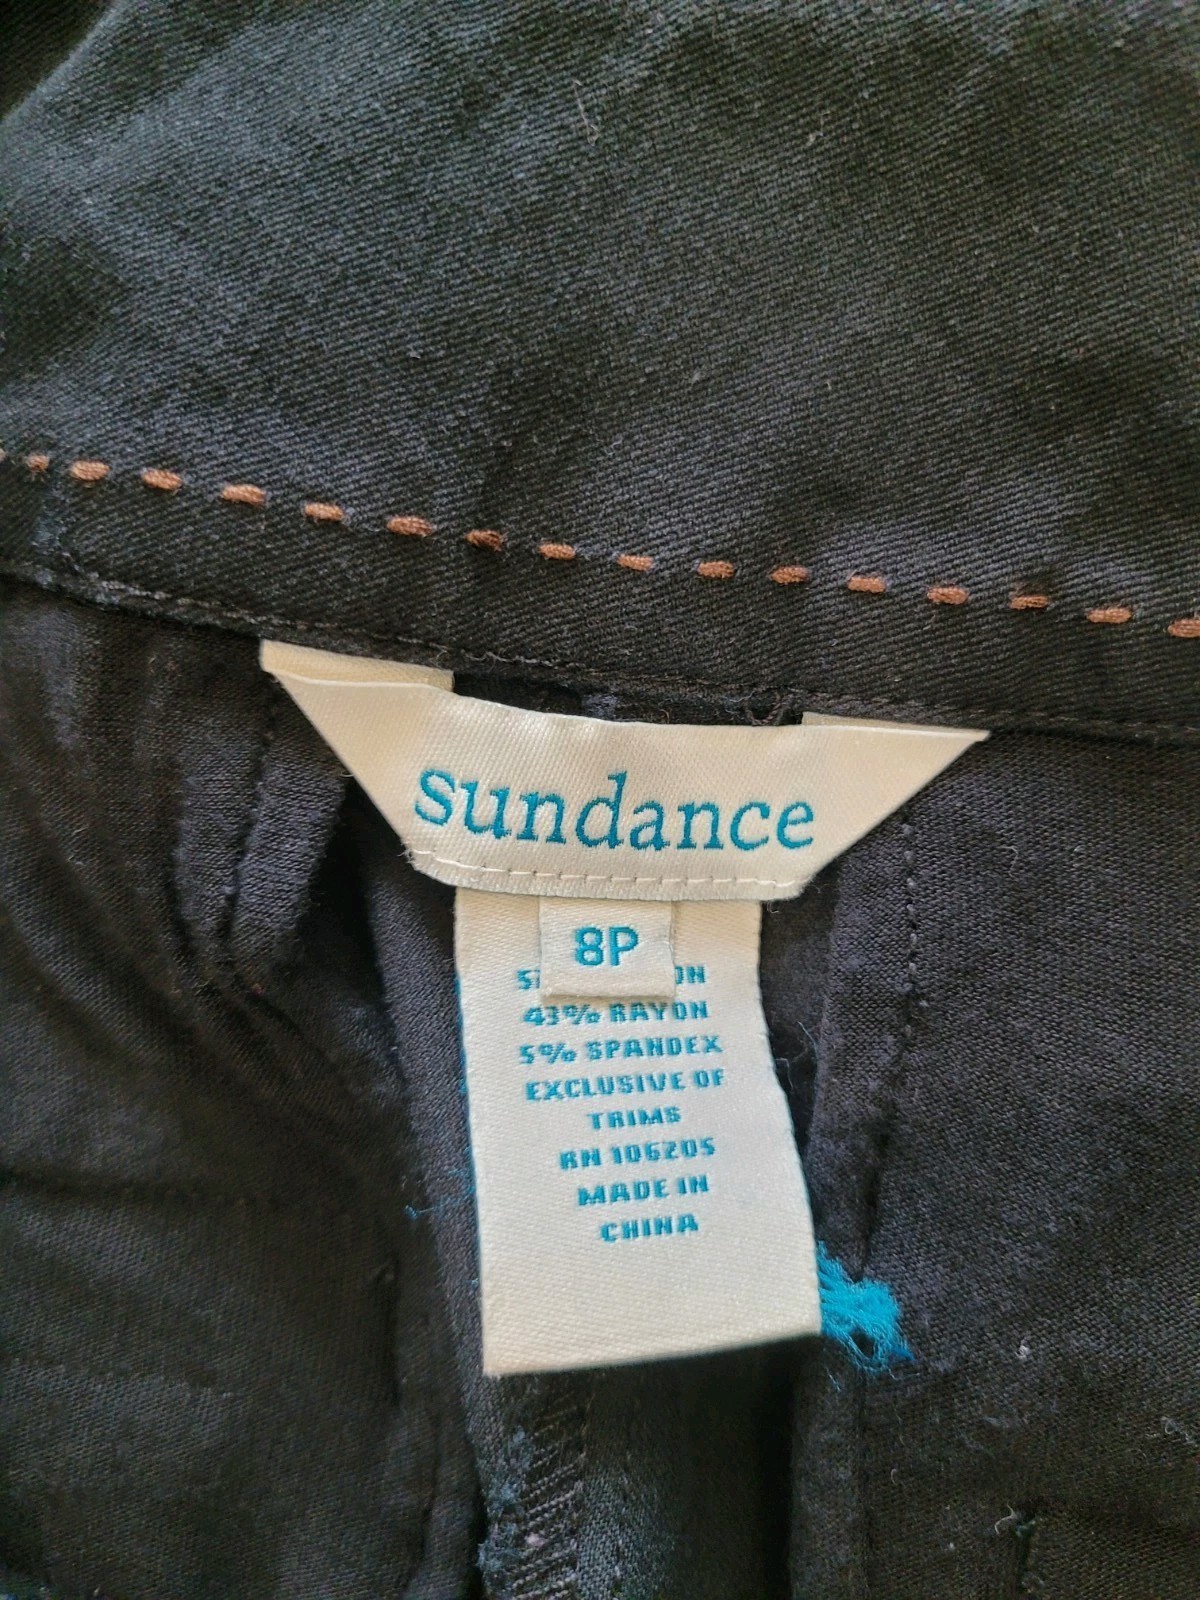 sundance
8P
43% RAYON
5% SPANDEX
EXCLUSIVE OF
TRIMS
RN 106205
MADE IN
CHINA